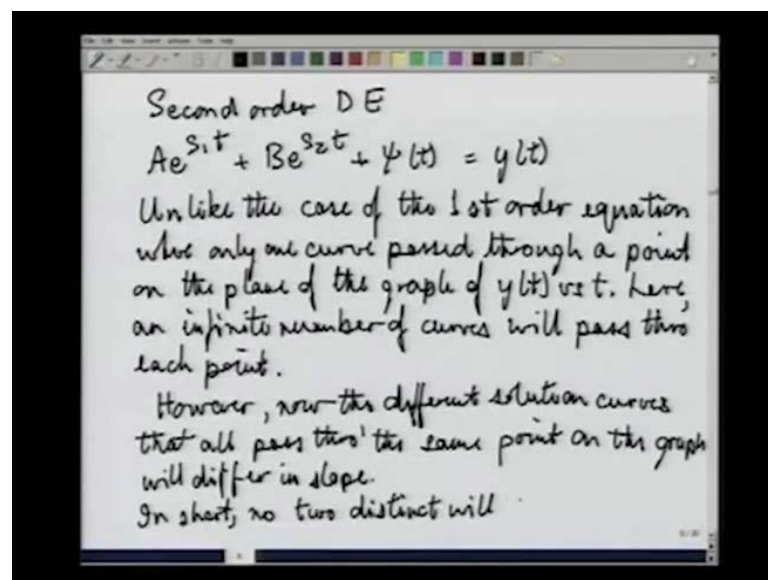 Second order DE
Ae^{s₁t} + Be^{s₂t} + ψ(t) = y(t)
Unlike the case of the 1st order equation
where only one curve passed through a point
on the plane of the graph of y(t) vs t. here,
an infinite number of curves will pass thro
each point.
However, now the different solution curves
that all pass thro' the same point on the graph
will differ in slope.
In short, no two distinct will